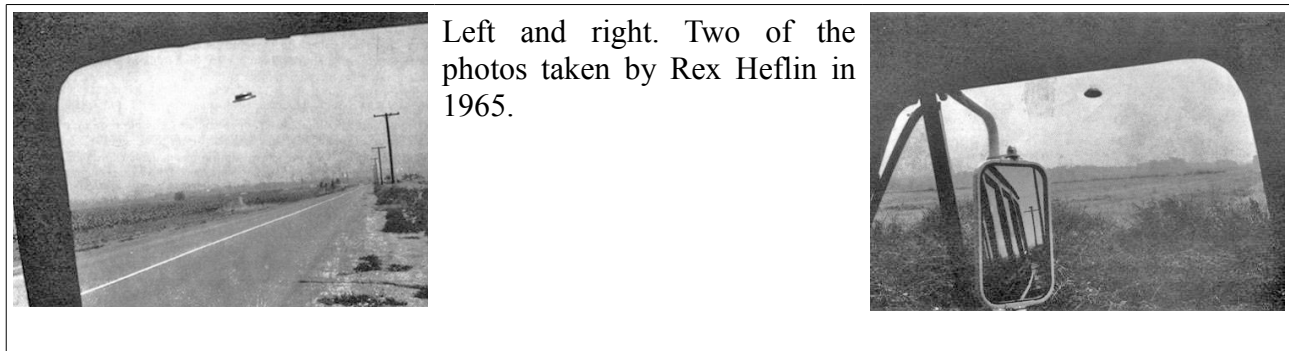 Left and right. Two of the
photos taken by Rex Heflin in
1965.